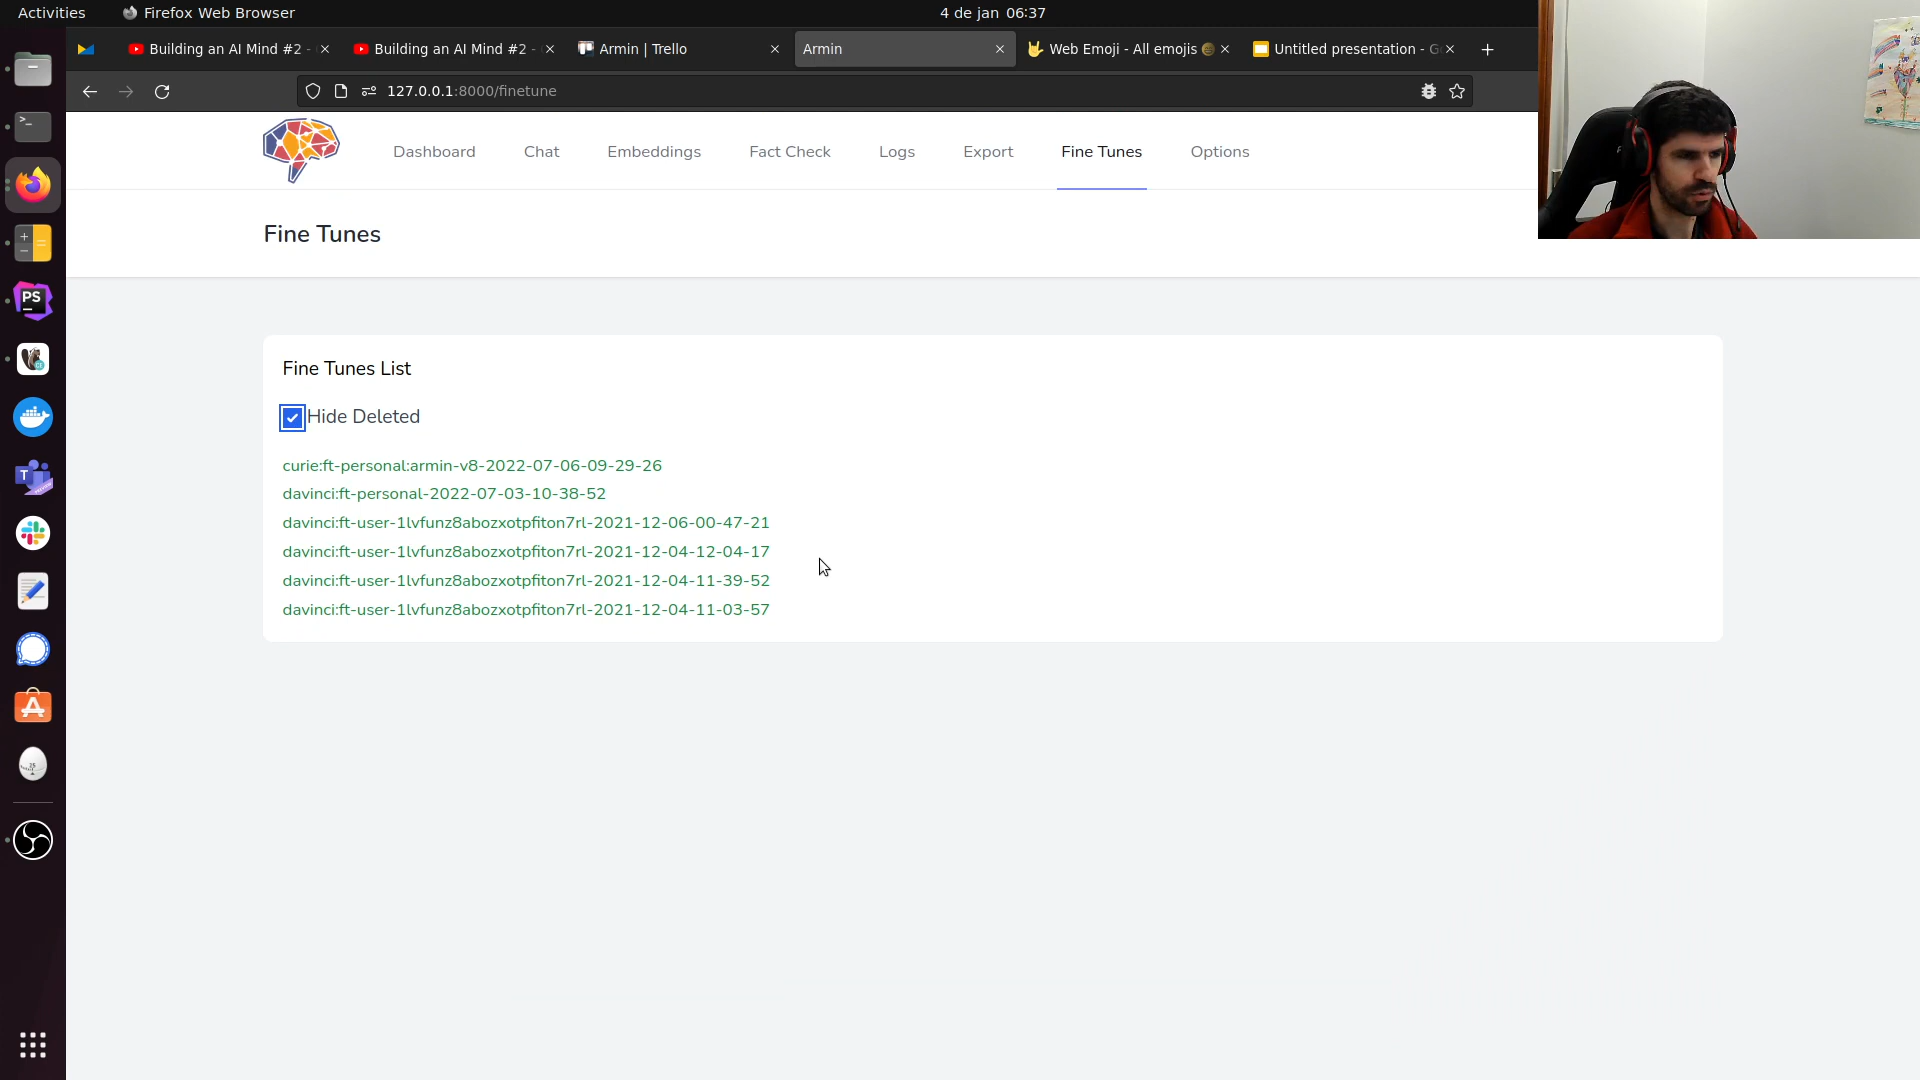 Activities
Firefox Web Browser
4 de jan 06:37
Building an AI Mind #2 -
Building an AI Mind #2 -
Armin | Trello
Armin
Web Emoji - All emojis
Untitled presentation - G
127.0.0.1:8000/finetune
Dashboard
Chat
Embeddings
Fact Check
Logs
Export
Fine Tunes
Options
Fine Tunes
Fine Tunes List
Hide Deleted
curie:ft-personal:armin-v8-2022-07-06-09-29-26
davinci:ft-personal-2022-07-03-10-38-52
davinci:ft-user-1lvfunz8abozxotpfiton7rl-2021-12-06-00-47-21
davinci:ft-user-1lvfunz8abozxotpfiton7rl-2021-12-04-12-04-17
davinci:ft-user-1lvfunz8abozxotpfiton7rl-2021-12-04-11-39-52
davinci:ft-user-1lvfunz8abozxotpfiton7rl-2021-12-04-11-03-57
PS
T